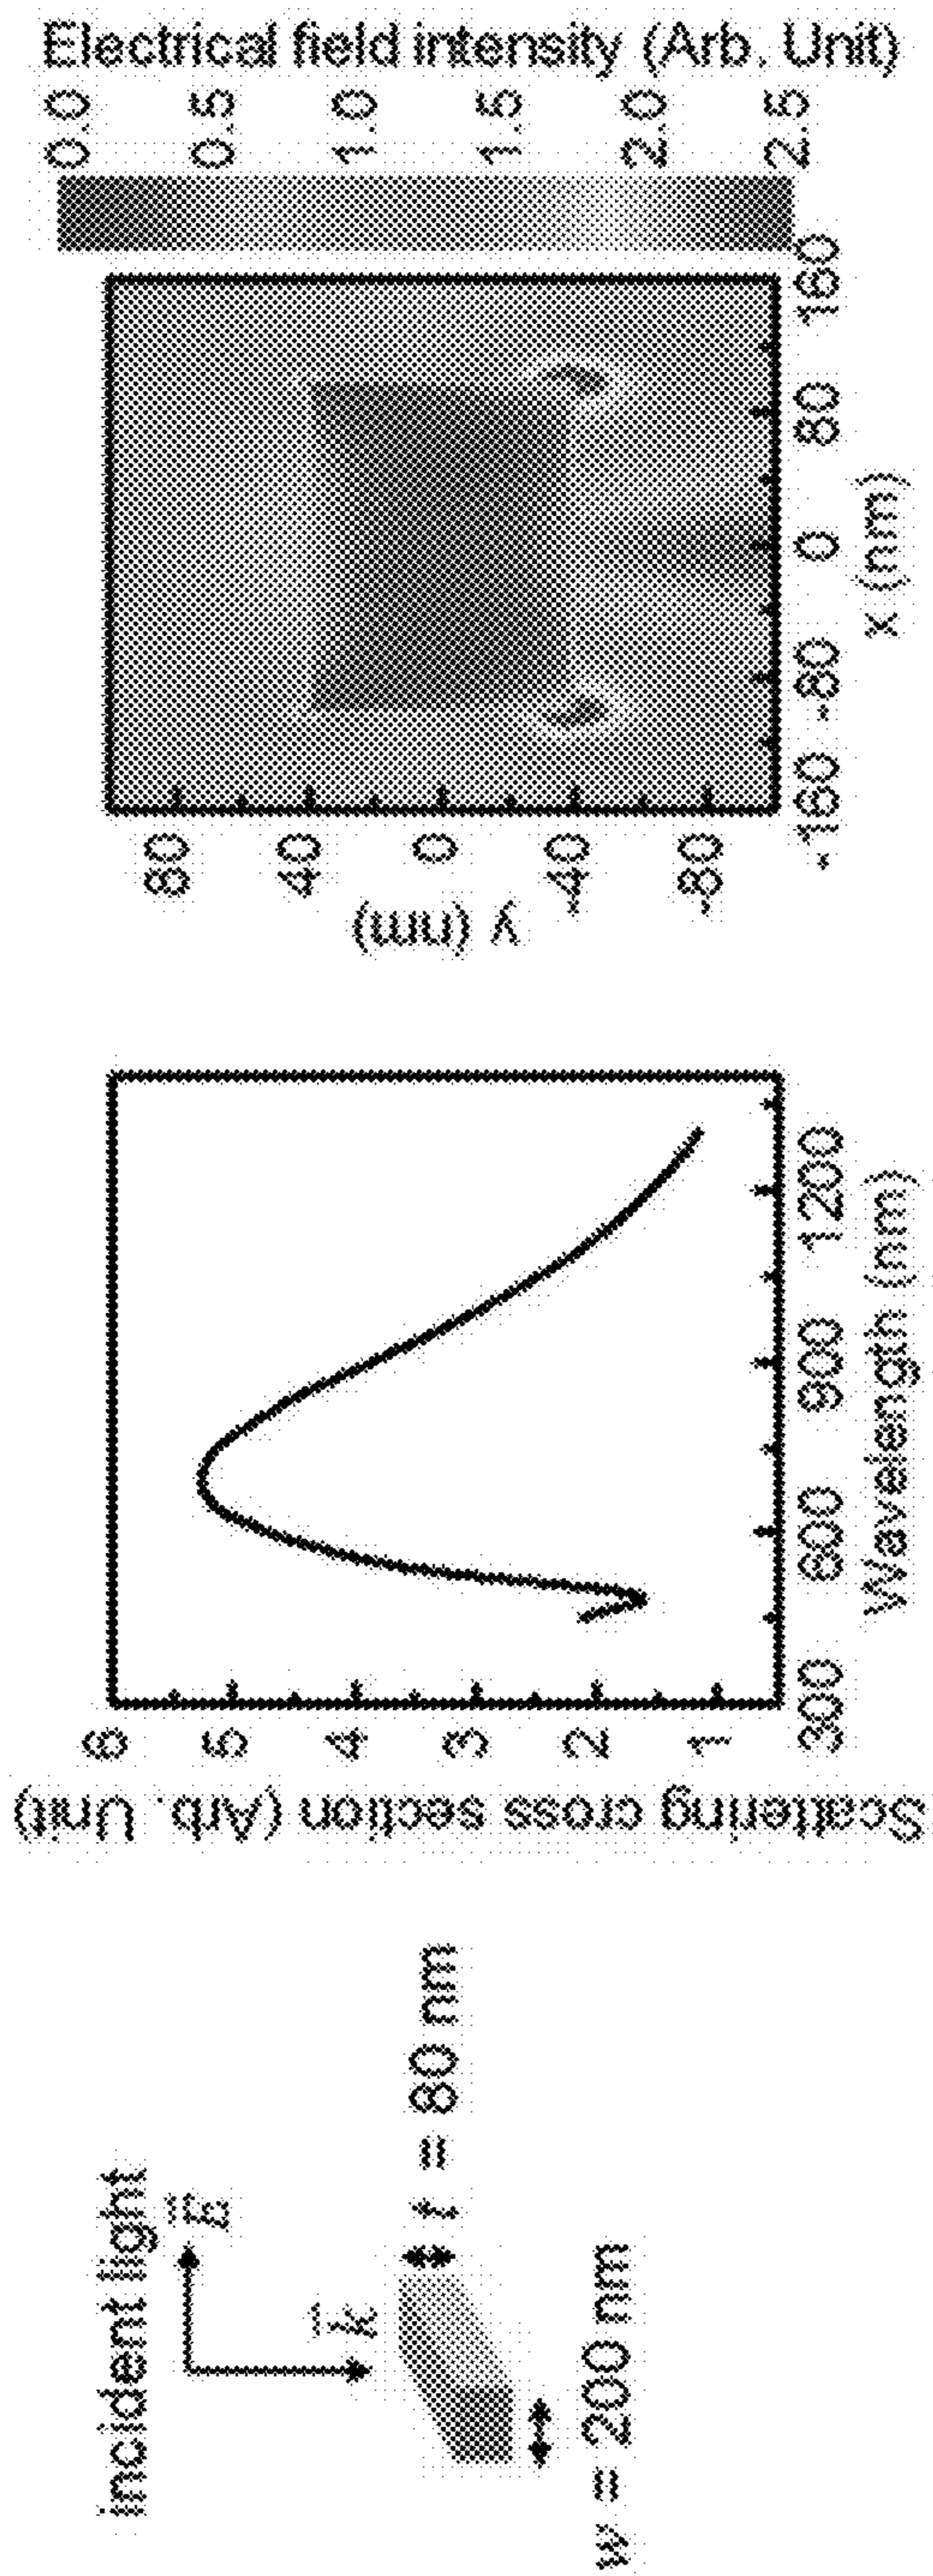 incident light
E
k
t = 80 nm
w = 200 nm
Scattering cross section (Arb. Unit)
6
5
4
3
2
1
300 600 900 1200
Wavelength (nm)
y (nm)
80
40
0
-40
-80
-160 -80 0 80 160
x (nm)
0.0
0.5
1.0
1.5
2.0
2.5
Electrical field intensity (Arb. Unit)